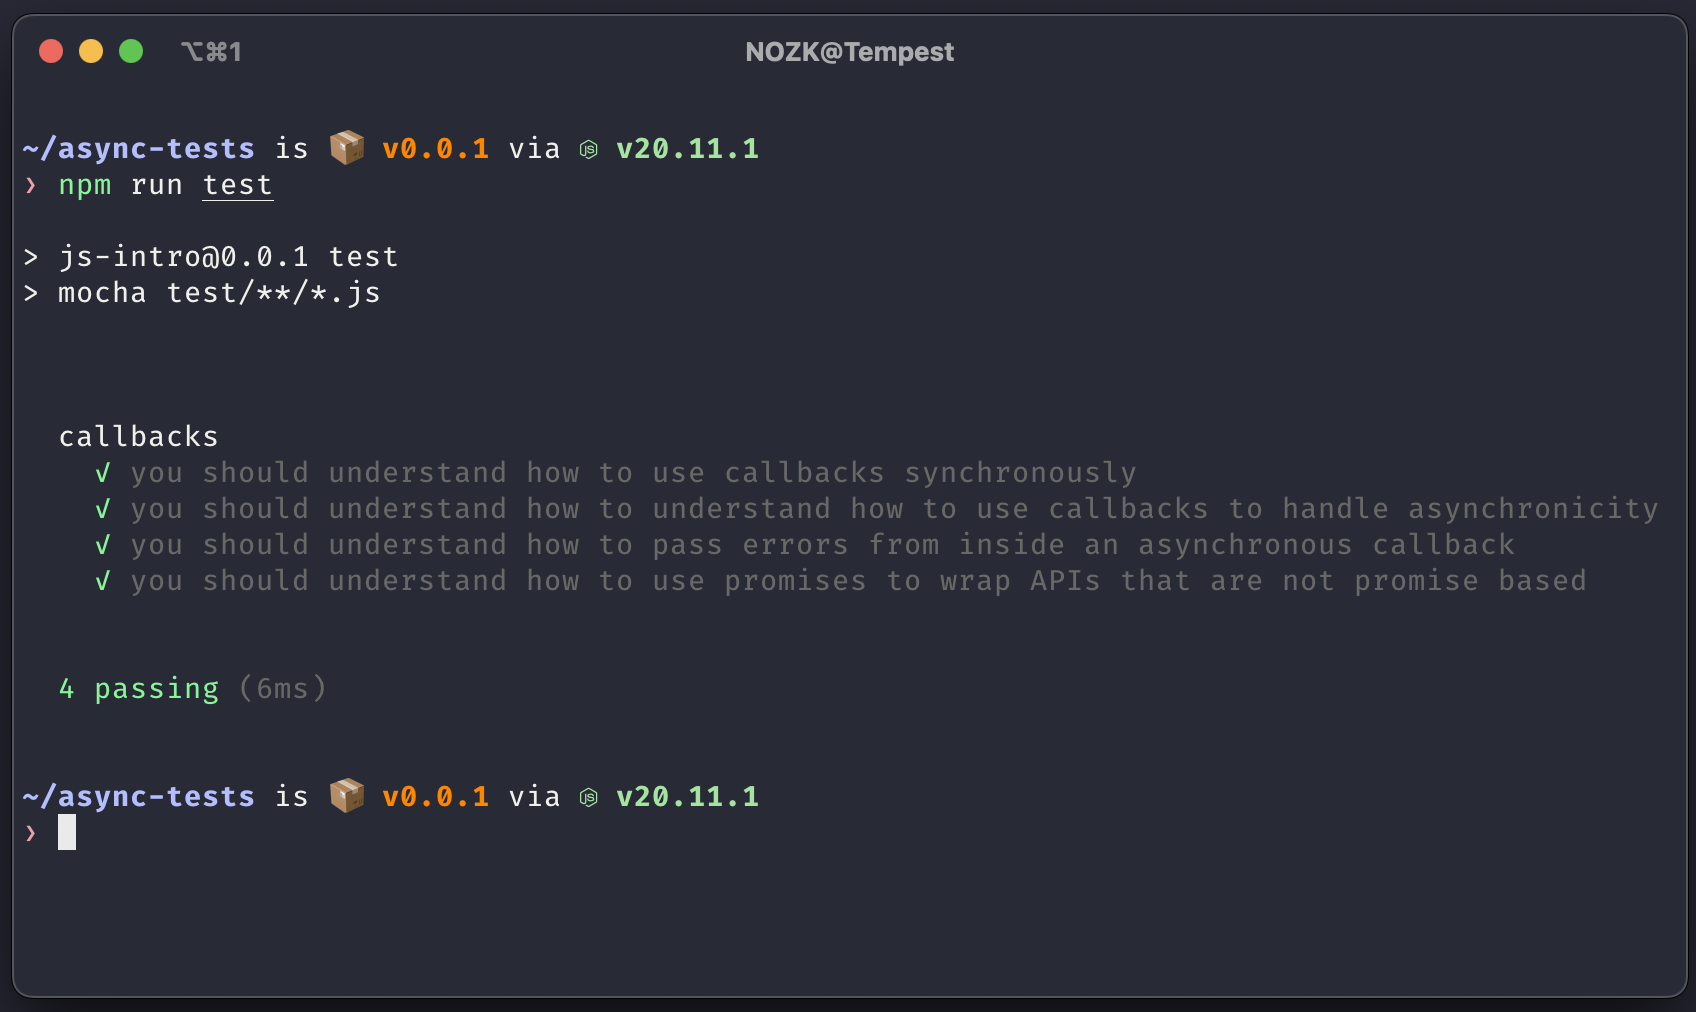 ⌥⌘1
NOZK@Tempest
~/async-tests is 📦 v0.0.1 via JS v20.11.1
❯ npm run test
> js-intro@0.0.1 test
> mocha test/**/*.js
callbacks
√ you should understand how to use callbacks synchronously
√ you should understand how to understand how to use callbacks to handle asynchronicity
√ you should understand how to pass errors from inside an asynchronous callback
√ you should understand how to use promises to wrap APIs that are not promise based
4 passing (6ms)
~/async-tests is 📦 v0.0.1 via JS v20.11.1
❯